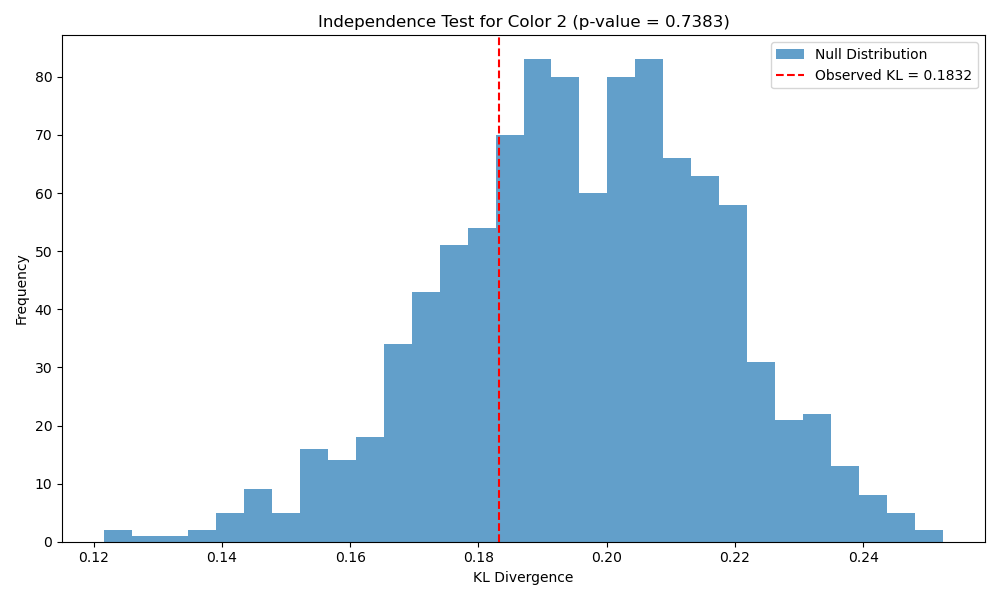 Independence Test for Color 2 (p-value = 0.7383)
Null Distribution
Observed KL = 0.1832
Frequency
80
70
60
50
40
30
20
10
0
0.12 0.14 0.16 0.18 0.20 0.22 0.24
KL Divergence